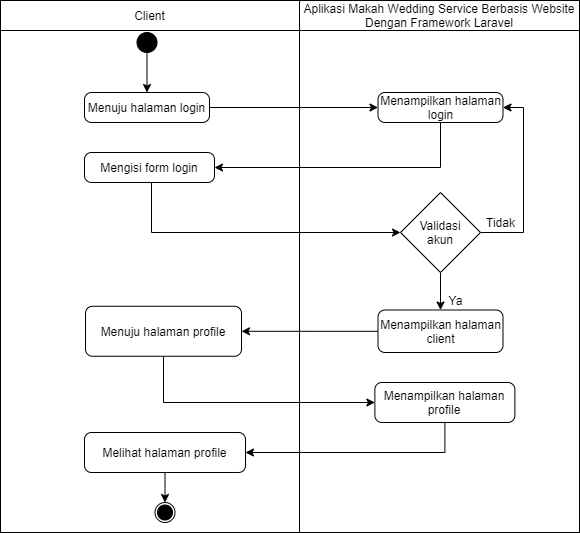 Client
Aplikasi Makah Wedding Service Berbasis Website
Dengan Framework Laravel
Menuju halaman login
Menampilkan halaman
login
Mengisi form login
Validasi
akun
Tidak
Ya
Menuju halaman profile
Menampilkan halaman
client
Menampilkan halaman
profile
Melihat halaman profile